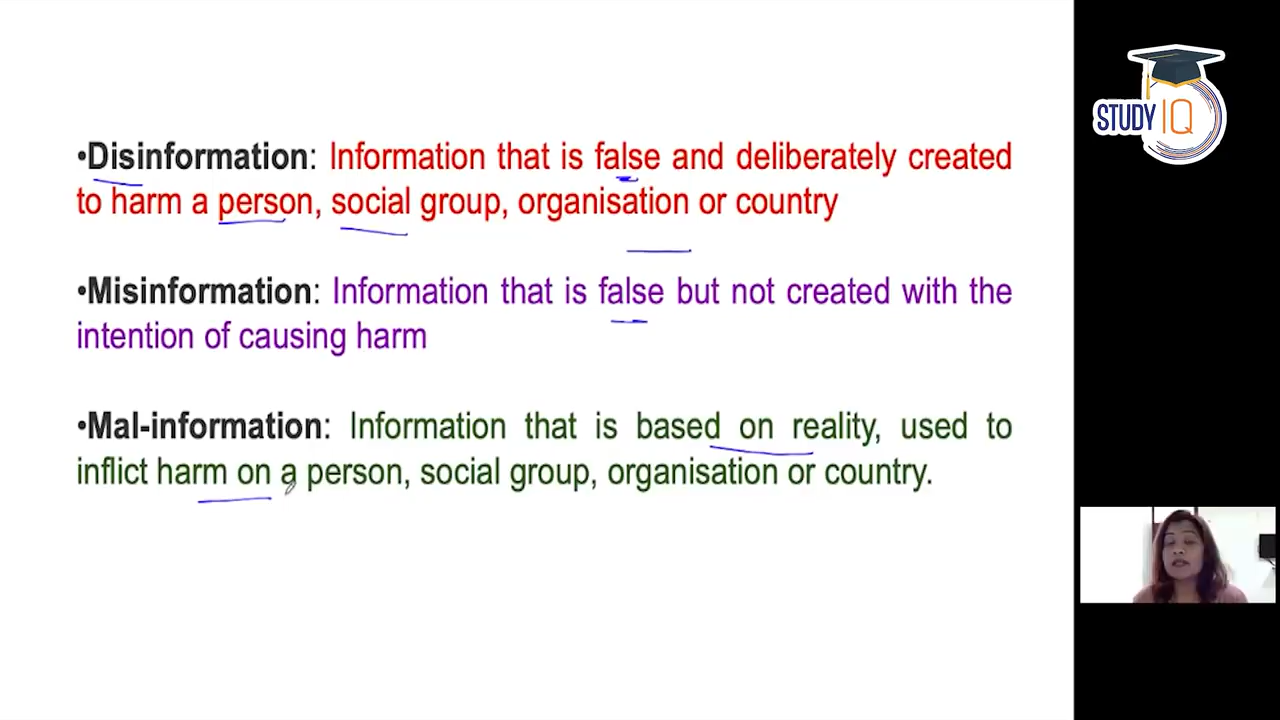 •Disinformation: Information that is false and deliberately created
to harm a person, social group, organisation or country
•Misinformation: Information that is false but not created with the
intention of causing harm
•Mal-information: Information that is based on reality, used to
inflict harm on a person, social group, organisation or country.
STUDY IQ